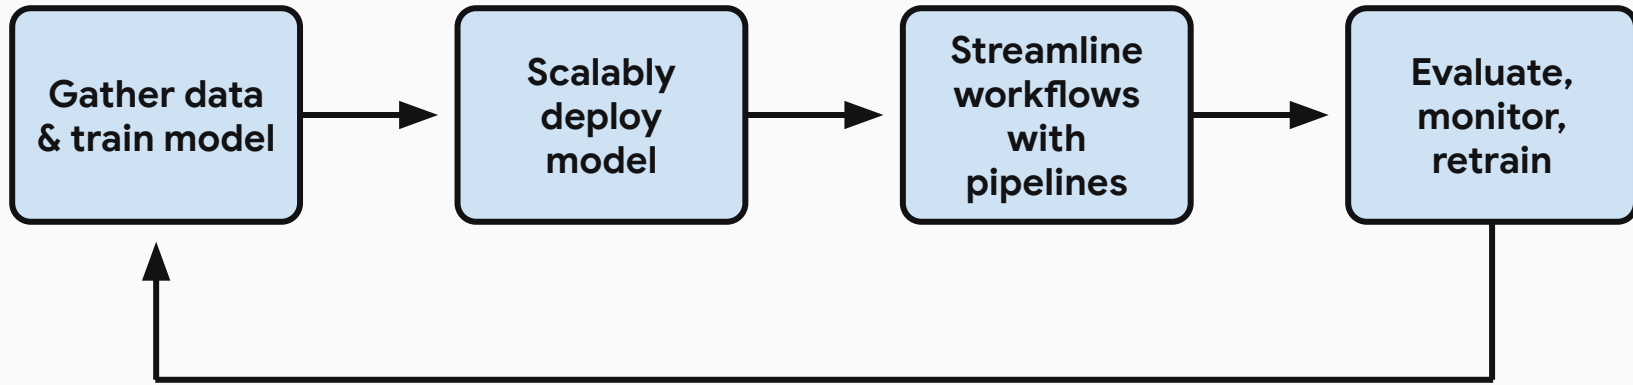 Gather data
& train model
Scalably
deploy
model
Streamline
workflows
with
pipelines
Evaluate,
monitor,
retrain